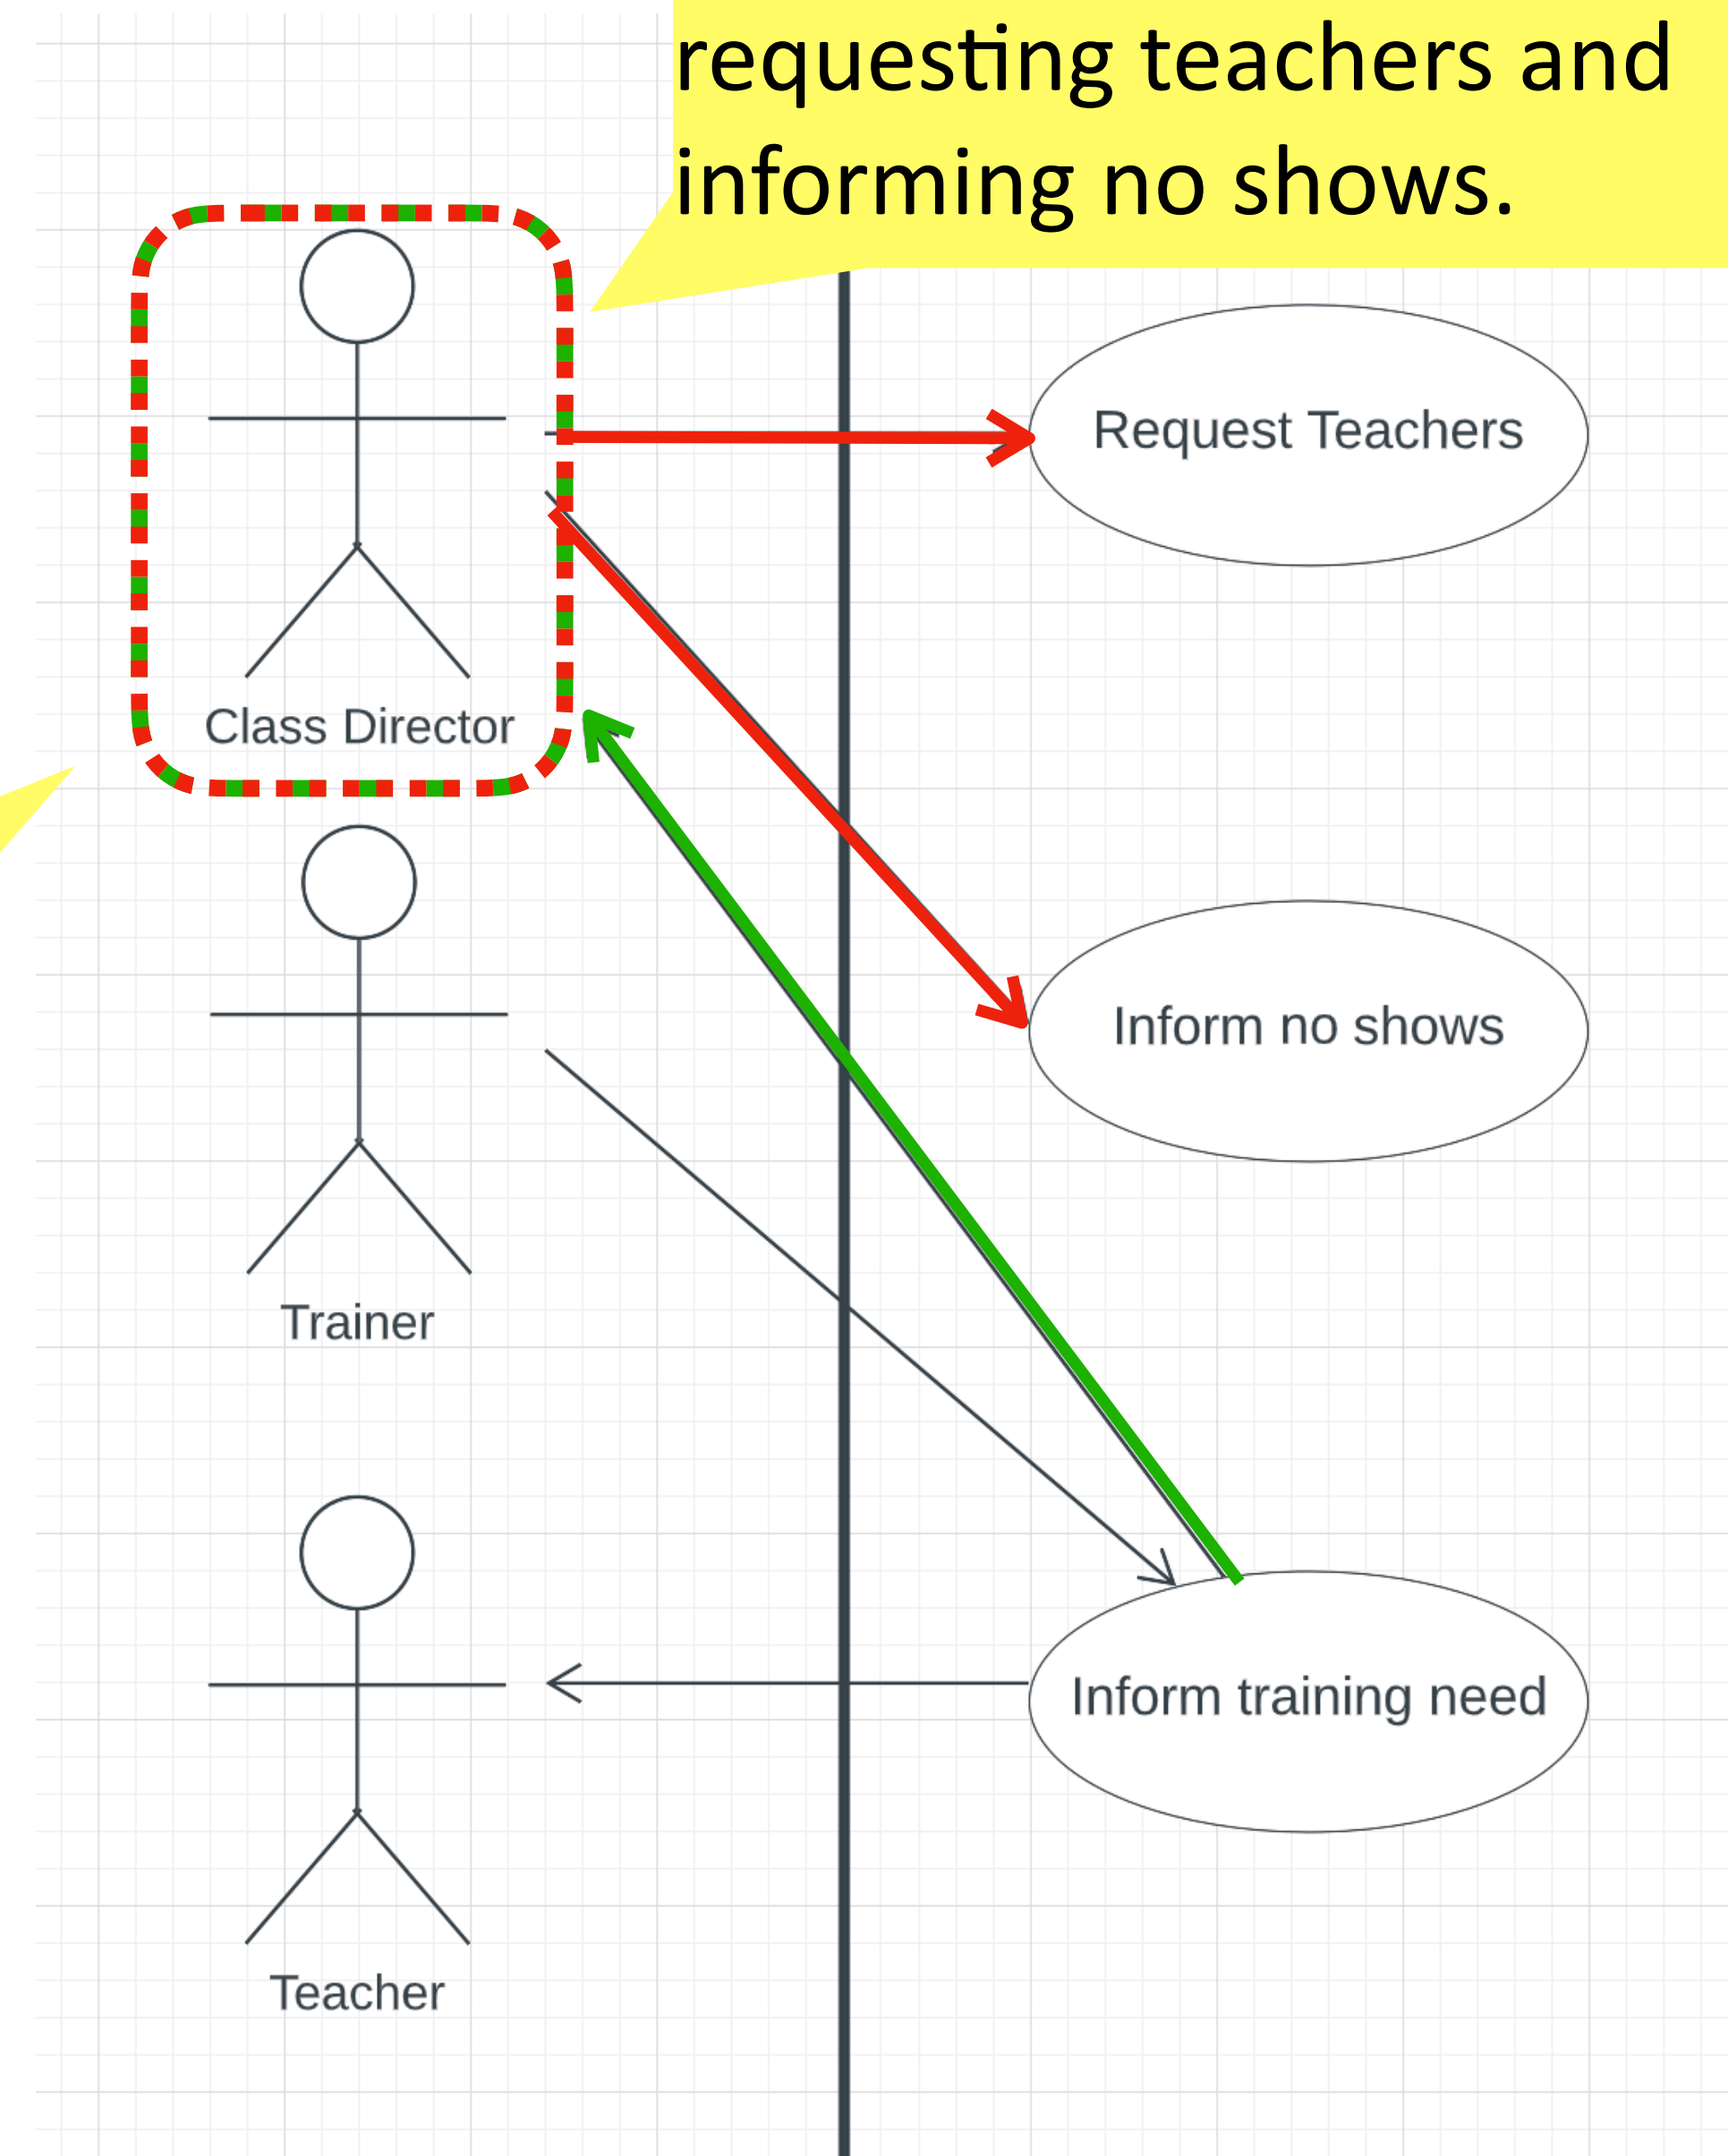 requesting teachers and
informing no shows.
Request Teachers
Class Director
Inform no shows
Trainer
Inform training need
Teacher